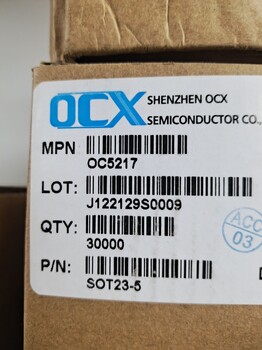 OCX
SHENZHEN OCX
SEMICONDUCTOR CO.,
MPN
OC5217
LOT:
J122129S0009
QTY:
30000
ACC
03
P/N:
SOT23-5